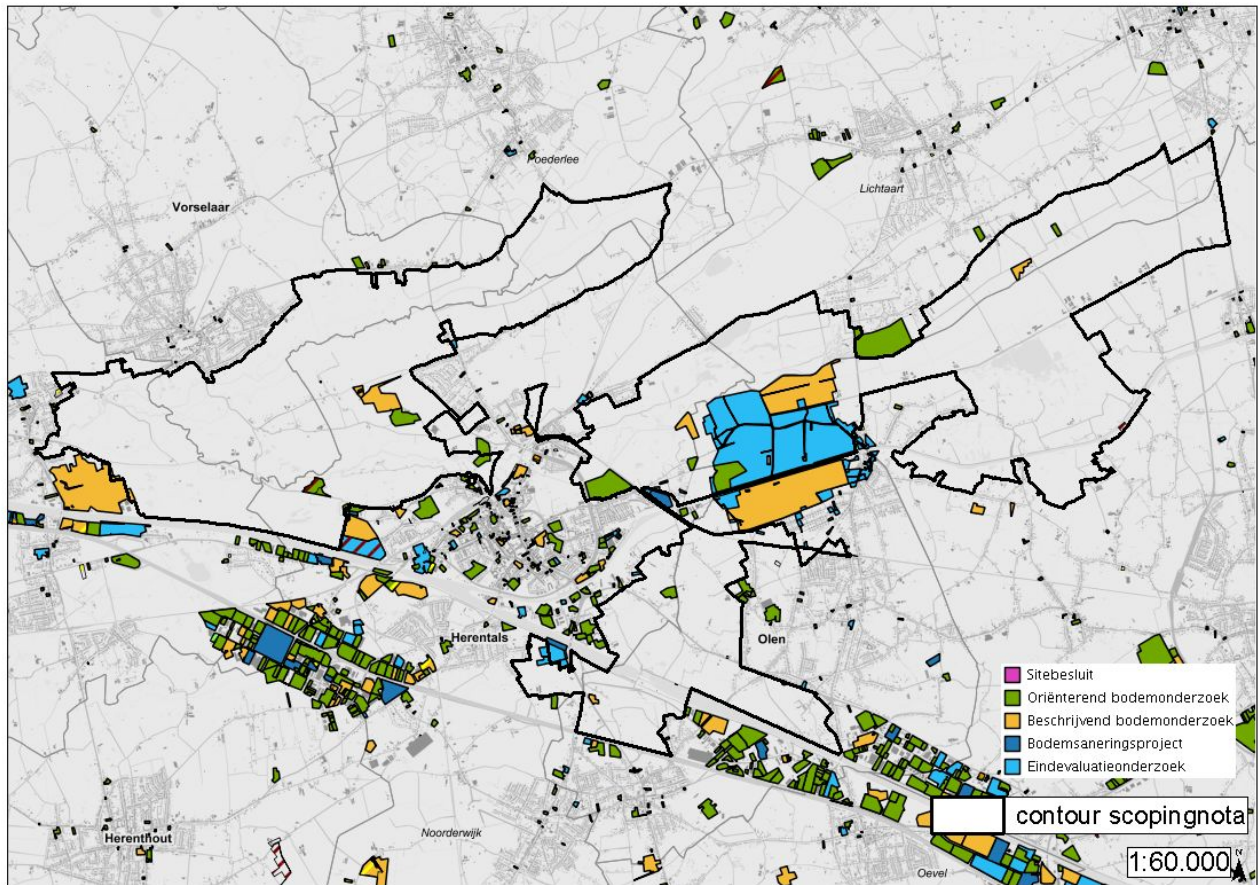 Poederlee
Lichtaart
Vorselaar
Herentals
Olen
Herenthout
Noorderwijk
Oevel
Sitebesluit
Oriënterend bodemonderzoek
Beschrijvend bodemonderzoek
Bodemsaneringsproject
Eindevaluatieonderzoek
contour scopingnota
1:60.000
N